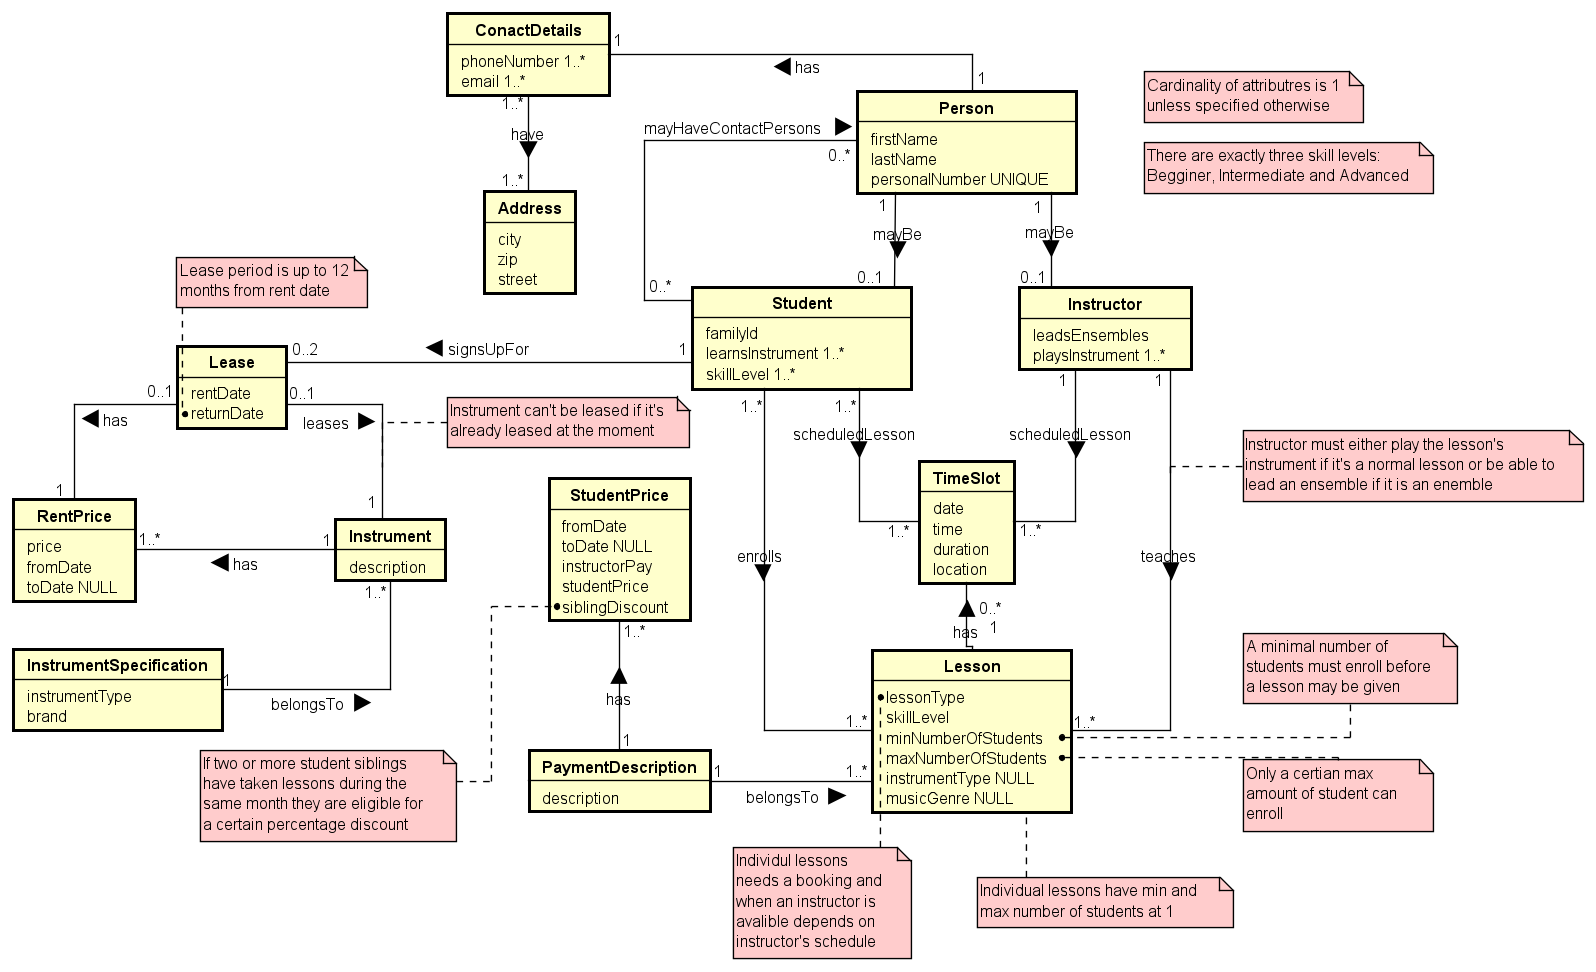 ConactDetails
phoneNumber 1..*
email 1..*
1
has
1
1..*
have
1..*
Address
city
zip
street
Person
firstName
lastName
personalNumber UNIQUE
mayHaveContactPersons
0..*
0..*
Cardinality of attributres is 1
unless specified otherwise
There are exactly three skill levels:
Begginer, Intermediate and Advanced
1
mayBe
0..1
1
mayBe
0..1
Lease period is up to 12
months from rent date
Student
familyId
learnsInstrument 1..*
skillLevel 1..*
Instructor
leadsEnsembles
playsInstrument 1..*
Lease
rentDate
returnDate
0..2
signsUpFor
1
0..1
has
1
0..1
leases
1
Instrument can't be leased if it's
already leased at the moment
1..*
enrolls
1..*
1..*
scheduledLesson
1..*
1
scheduledLesson
1..*
1
teaches
1..*
Instructor must either play the lesson's
instrument if it's a normal lesson or be able to
lead an ensemble if it is an enemble
RentPrice
price
fromDate
toDate NULL
1..*
has
1
Instrument
description
1..*
StudentPrice
fromDate
toDate NULL
instructorPay
studentPrice
siblingDiscount
1..*
has
1
TimeSlot
date
time
duration
location
0..*
has
1
InstrumentSpecification
instrumentType
brand
1
belongsTo
Lesson
lessonType
skillLevel
minNumberOfStudents
maxNumberOfStudents
instrumentType NULL
musicGenre NULL
A minimal number of
students must enroll before
a lesson may be given
If two or more student siblings
have taken lessons during the
same month they are eligible for
a certain percentage discount
PaymentDescription
description
1
belongsTo
1..*
Only a certian max
amount of student can
enroll
Individul lessons
needs a booking and
when an instructor is
avalible depends on
instructor's schedule
Individual lessons have min and
max number of students at 1